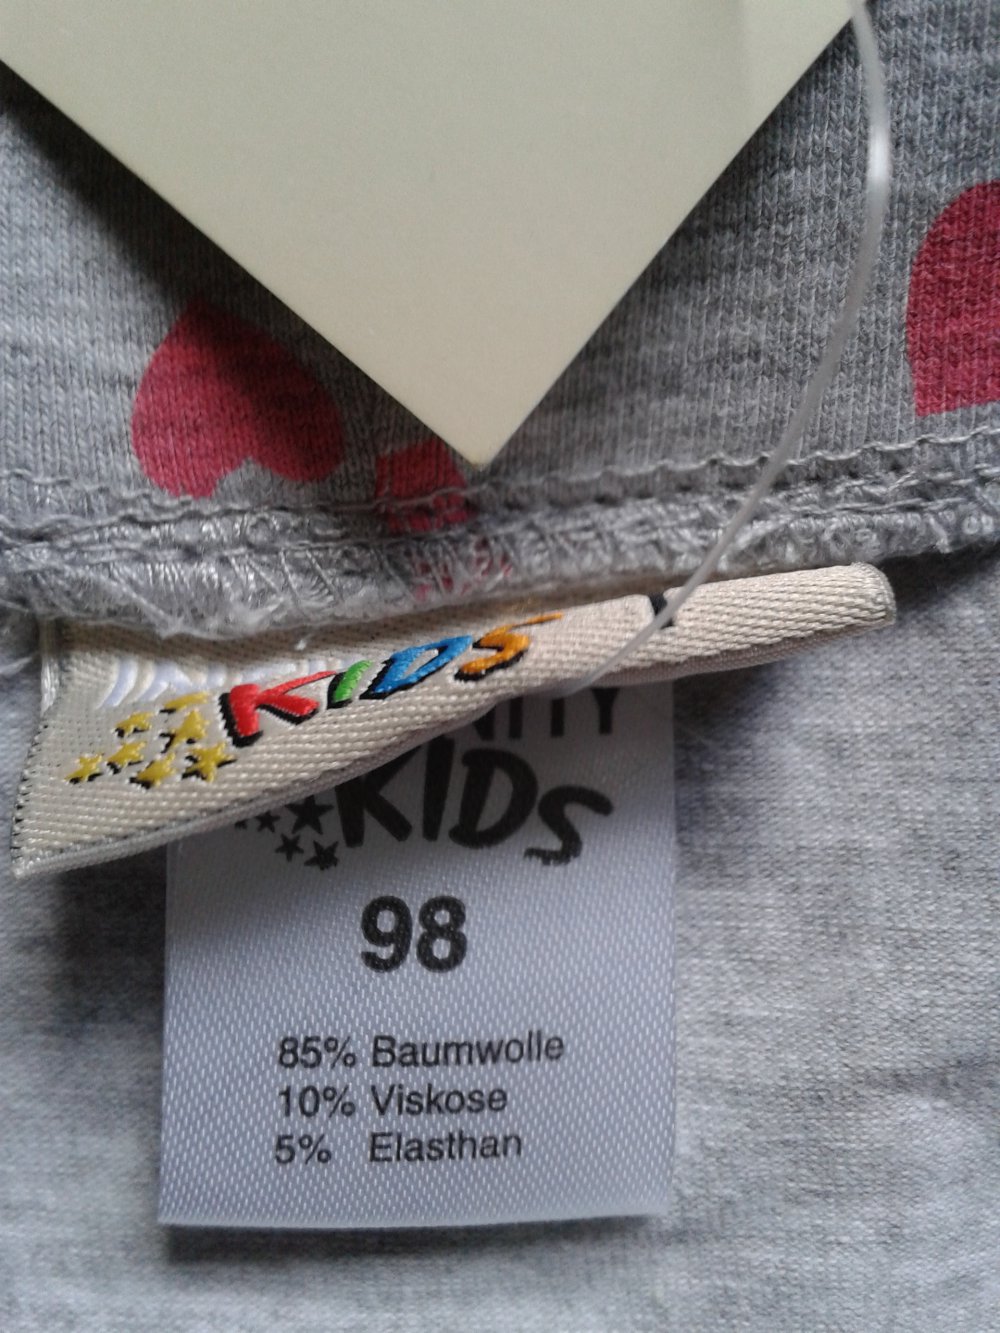 KIDS
KIDS
98
85% Baumwolle
10% Viskose
5% Elasthan